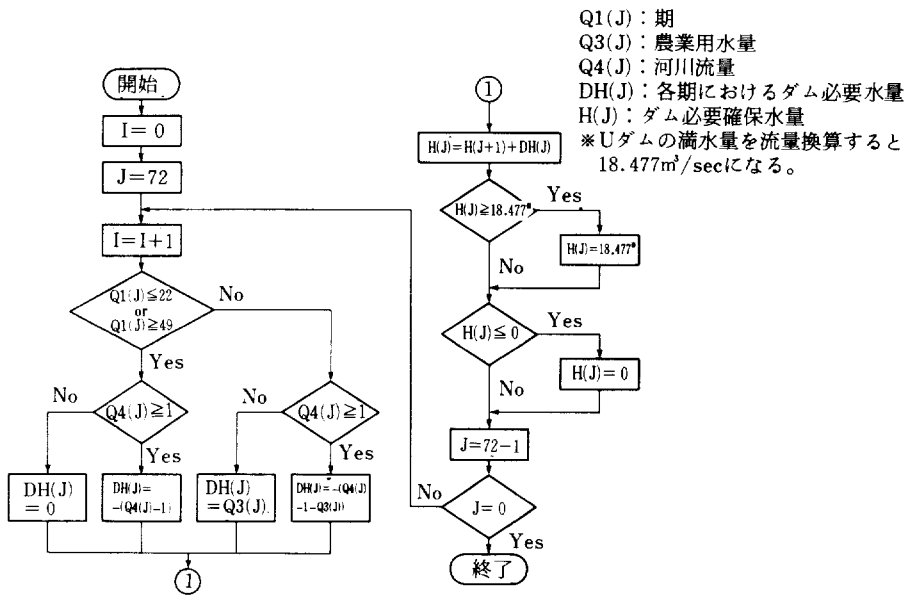 Q1(J)：期
Q3(J)：農業用水量
Q4(J)：河川流量
DH(J)：各期におけるダム必要水量
H(J)：ダム必要確保水量
※Uダムの満水量を流量換算すると
18.477㎥/secになる。
開始
I=0
J=72
I=I+1
Q1(J)≦22
or
Q1(J)≧49
No
Yes
No
Q4(J)≧1
Yes
No
Q4(J)≧1
Yes
DH(J)
=0
DH(J)=
-(Q4(J)-1)
DH(J)
=Q3(J)
DH(J)=-(Q4(J)
-1-Q3(J))
①
①
H(J)=H(J+1)+DH(J)
H(J)≧18.477※
Yes
H(J)=18.477※
No
H(J)≦0
Yes
H(J)=0
No
J=72-1
No
J=0
Yes
終了